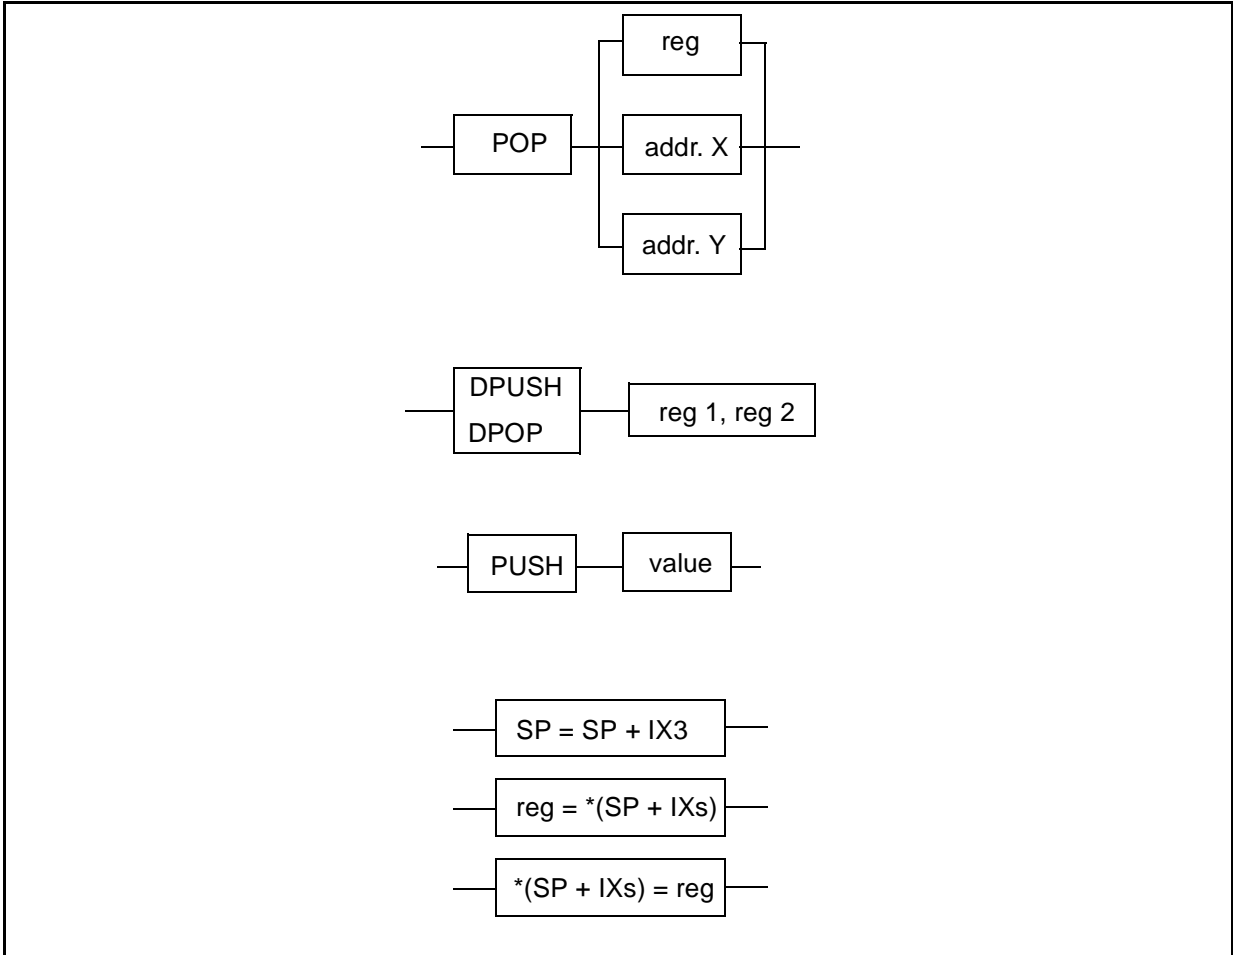 reg
POP
addr. X
addr. Y
DPUSH
DPOP
reg 1, reg 2
PUSH
value
SP = SP + IX3
reg = *(SP + IXs)
*(SP + IXs) = reg